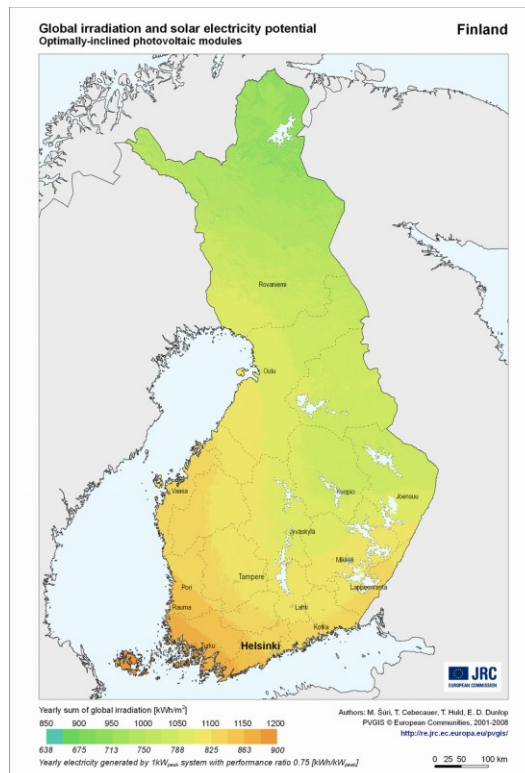 Global irradiation and solar electricity potential
Optimally-inclined photovoltaic modules
Finland
Rovaniemi
Oulu
Vaasa
Kuopio
Joensuu
Jyvaskyla
Mikkeli
Pori
Tampere
Lappeenranta
Rauma
Lahti
Kotka
Turku
Helsinki
JRC
EUROPEAN COMMISSION
Yearly sum of global irradiation [kWh/m²]
850 900 950 1000 1050 1100 1125 1150 1200
638 675 713 750 788 825 844 863 900
Yearly electricity generated by 1kWpeak system with performance ratio 0.75 [kWh/kWpeak]
Authors: M. Šúri, T. Cebecauer, T. Huld, E. D. Dunlop
PVGIS © European Communities, 2001-2008
http://re.jrc.ec.europa.eu/pvgis/
0 25 50 100 km